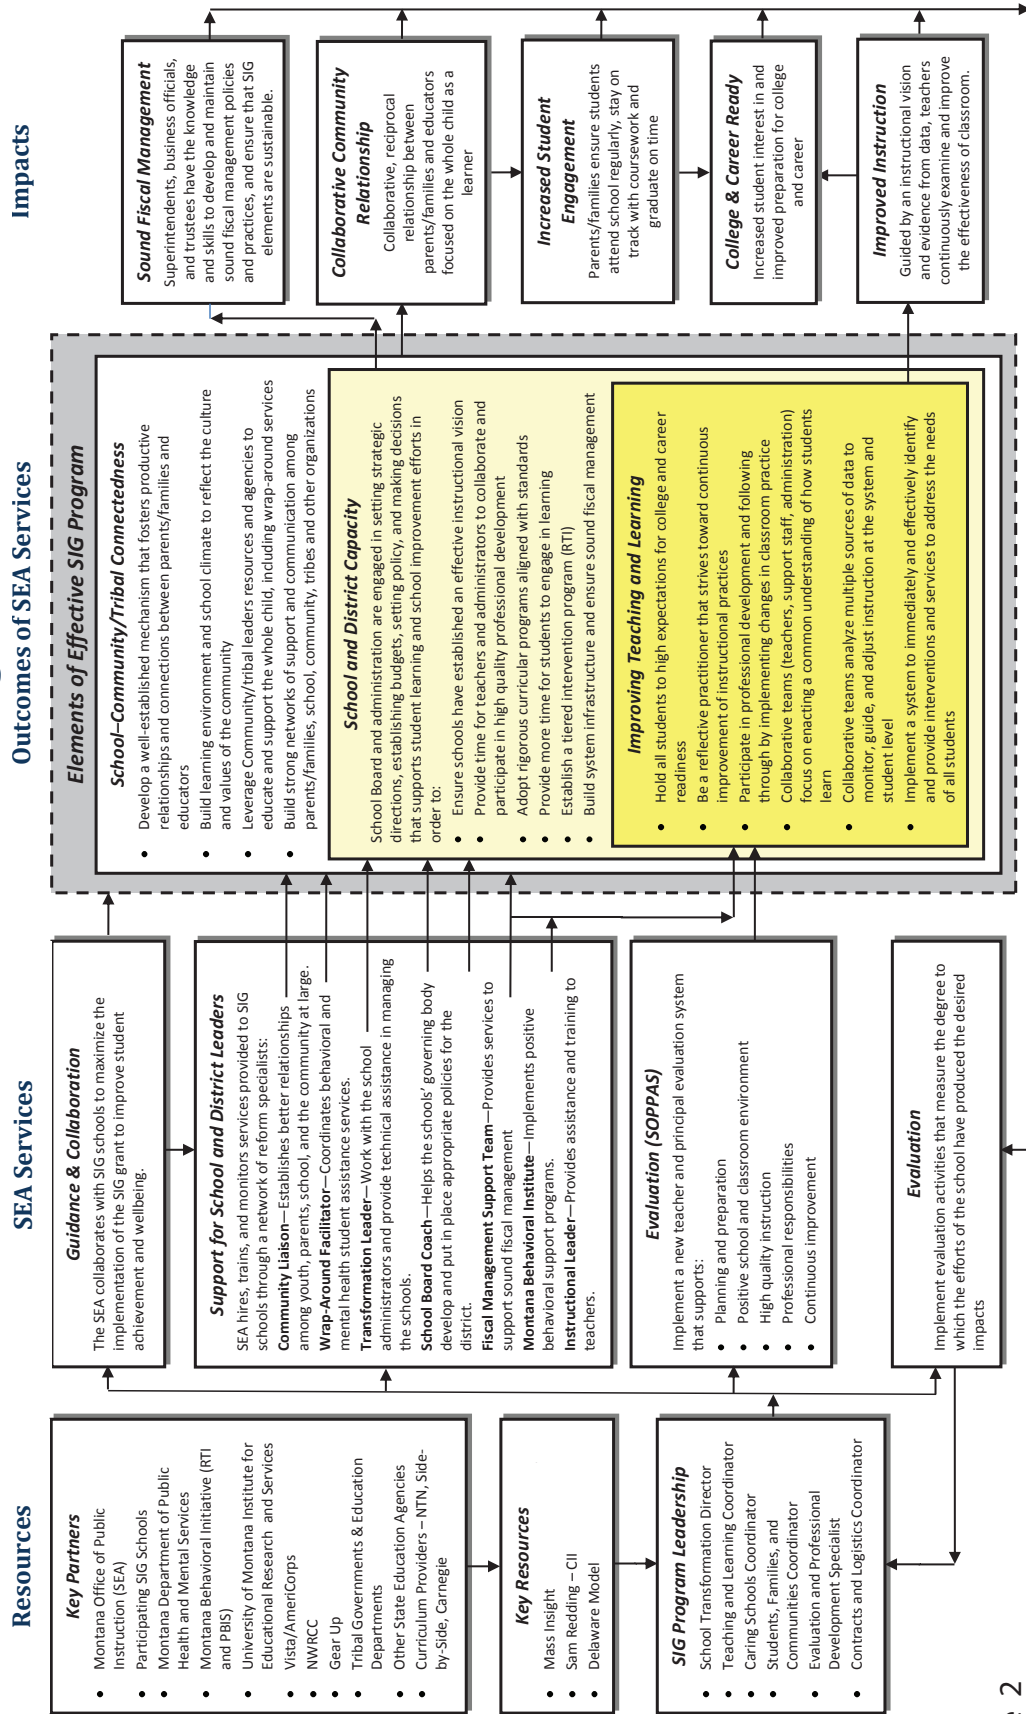 Resources
SEA Services
Outcomes of SEA Services
Impacts
Key Partners
• Montana Office of Public
Instruction (SEA)
• Participating SIG Schools
• Montana Department of Public
Health and Mental Services
• Montana Behavioral Initiative (RTI
and PBIS)
• University of Montana Institute for
Educational Research and Services
• Vista/AmeriCorps
• NWRCC
• Gear Up
• Tribal Governments & Education
Departments
• Other State Education Agencies
• Curriculum Providers – NTN, Side-
by-Side, Carnegie
Key Resources
• Mass Insight
• Sam Redding – CII
• Delaware Model
SIG Program Leadership
• School Transformation Director
• Teaching and Learning Coordinator
• Caring Schools Coordinator
• Students, Families, and
Communities Coordinator
• Evaluation and Professional
Development Specialist
• Contracts and Logistics Coordinator
Guidance & Collaboration
The SEA collaborates with SIG schools to maximize the
implementation of the SIG grant to improve student
achievement and wellbeing.
Support for School and District Leaders
SEA hires, trains, and monitors services provided to SIG
schools through a network of reform specialists:
Community Liaison—Establishes better relationships
among youth, parents, school, and the community at large.
Wrap-Around Facilitator—Coordinates behavioral and
mental health student assistance services.
Transformation Leader—Work with the school
administrators and provide technical assistance in managing
the schools.
School Board Coach—Helps the schools’ governing body
develop and put in place appropriate policies for the
district.
Fiscal Management Support Team—Provides services to
support sound fiscal management
Montana Behavioral Institute—Implements positive
behavioral support programs.
Instructional Leader—Provides assistance and training to
teachers.
Evaluation (SOPPAS)
Implement a new teacher and principal evaluation system
that supports:
• Planning and preparation
• Positive school and classroom environment
• High quality instruction
• Professional responsibilities
• Continuous improvement
Evaluation
Implement evaluation activities that measure the degree to
which the efforts of the school have produced the desired
impacts
Elements of Effective SIG Program
School–Community/Tribal Connectedness
• Develop a well-established mechanism that fosters productive
relationships and connections between parents/families and
educators
• Build learning environment and school climate to reflect the culture
and values of the community
• Leverage Community/tribal leaders resources and agencies to
educate and support the whole child, including wrap-around services
• Build strong networks of support and communication among
parents/families, school, community, tribes and other organizations
School and District Capacity
School Board and administration are engaged in setting strategic
directions, establishing budgets, setting policy, and making decisions
that supports student learning and school improvement efforts in
order to:
• Ensure schools have established an effective instructional vision
• Provide time for teachers and administrators to collaborate and
participate in high quality professional development
• Adopt rigorous curricular programs aligned with standards
• Provide more time for students to engage in learning
• Establish a tiered intervention program (RTI)
• Build system infrastructure and ensure sound fiscal management
Improving Teaching and Learning
• Hold all students to high expectations for college and career
readiness
• Be a reflective practitioner that strives toward continuous
improvement of instructional practices
• Participate in professional development and following
through by implementing changes in classroom practice
• Collaborative teams (teachers, support staff, administration)
focus on enacting a common understanding of how students
learn
• Collaborative teams analyze multiple sources of data to
monitor, guide, and adjust instruction at the system and
student level
• Implement a system to immediately and effectively identify
and provide interventions and services to address the needs
of all students
Sound Fiscal Management
Superintendents, business officials,
and trustees have the knowledge
and skills to develop and maintain
sound fiscal management policies
and practices, and ensure that SIG
elements are sustainable.
Collaborative Community
Relationship
Collaborative, reciprocal
relationship between
parents/families and educators
focused on the whole child as a
learner
Increased Student
Engagement
Parents/families ensure students
attend school regularly, stay on
track with coursework and
graduate on time
College & Career Ready
Increased student interest in and
improved preparation for college
and career
Improved Instruction
Guided by an instructional vision
and evidence from data, teachers
continuously examine and improve
the effectiveness of classroom.
2